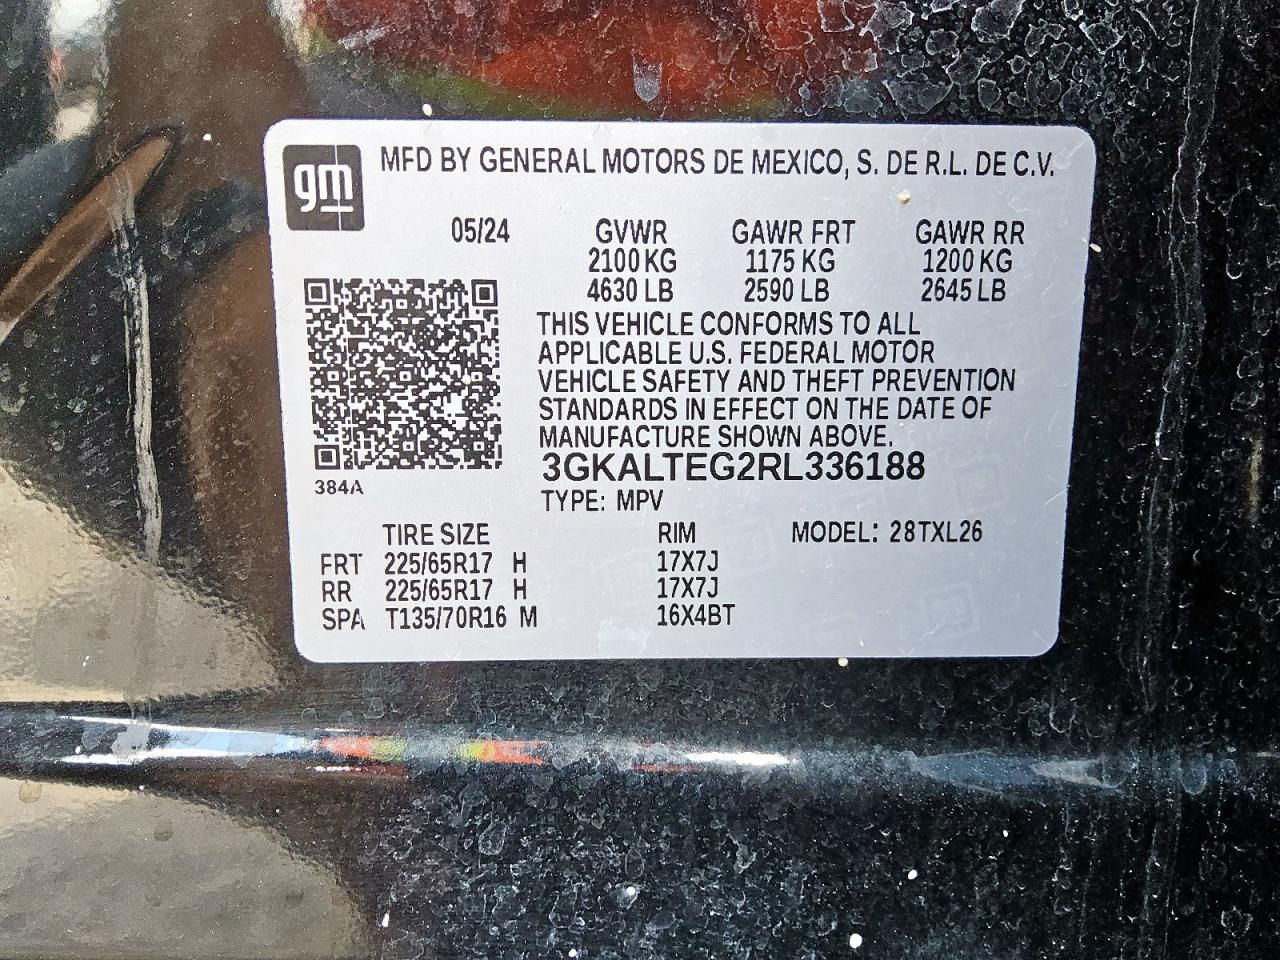 gm
MFD BY GENERAL MOTORS DE MEXICO, S. DE R.L. DE C.V.
05/24 GVWR GAWR FRT GAWR RR
2100 KG 1175 KG 1200 KG
4630 LB 2590 LB 2645 LB
THIS VEHICLE CONFORMS TO ALL
APPLICABLE U.S. FEDERAL MOTOR
VEHICLE SAFETY AND THEFT PREVENTION
STANDARDS IN EFFECT ON THE DATE OF
MANUFACTURE SHOWN ABOVE.
3GKALTEG2RL336188
384A
TYPE: MPV
TIRE SIZE RIM MODEL: 28TXL26
FRT 225/65R17 H 17X7J
RR 225/65R17 H 17X7J
SPA T135/70R16 M 16X4BT